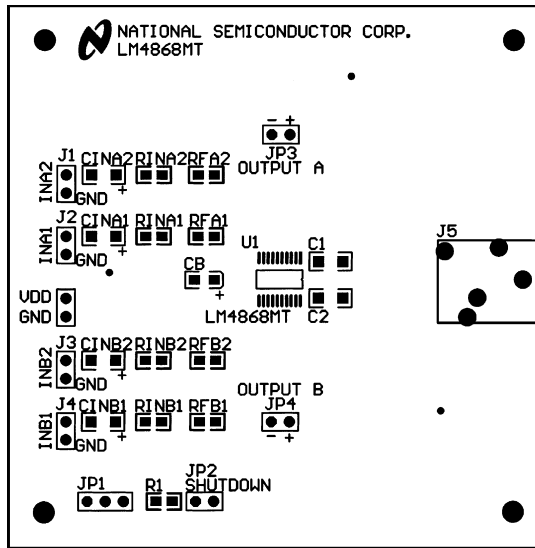 NATIONAL SEMICONDUCTOR CORP.
LM4868MT
- +
JP3
OUTPUT A
J1
CINA2 RINA2 RFA2
INA2
GND
+
J2
CINA1 RINA1 RFA1
INA1
GND
+
U1
C1
J5
CB
+
VDD
GND
LM4868MT
C2
J3
CINB2 RINB2 RFB2
INB2
GND
+
OUTPUT B
JP4
- +
J4
CINB1 RINB1 RFB1
INB1
GND
+
JP1
R1
JP2
SHUTDOWN